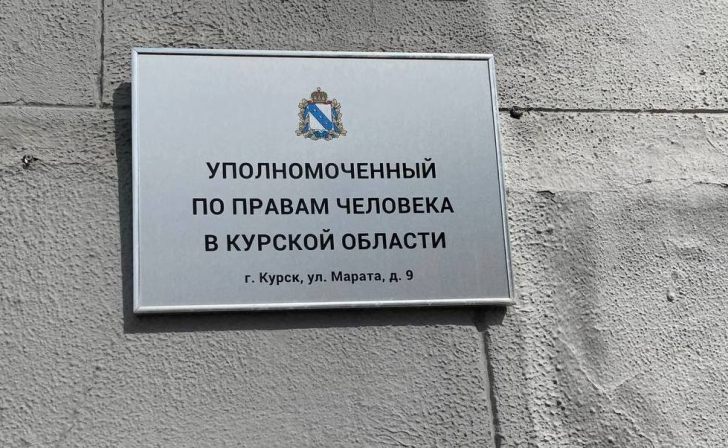 УПОЛНОМОЧЕННЫЙ
ПО ПРАВАМ ЧЕЛОВЕКА
В КУРСКОЙ ОБЛАСТИ
г. Курск, ул. Марата, д. 9